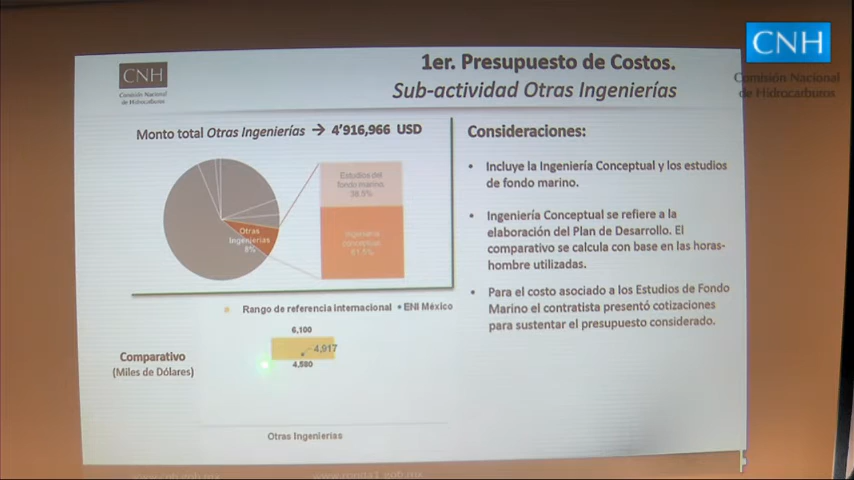 CNH
Comisión Nacional
de Hidrocarburos
CNH
Comisión Nacional
de Hidrocarburos
1er. Presupuesto de Costos.
Sub-actividad Otras Ingenierías
Monto total Otras Ingenierías → 4’916,966 USD
Estudios del
fondo marino
38.5%
Otras
Ingenierías
8%
Ingeniería
conceptual
61.5%
Rango de referencia internacional • ENI México
6,100
4,917
4,580
Comparativo
(Miles de Dólares)
Otras Ingenierías
Consideraciones:
• Incluye la Ingeniería Conceptual y los estudios
de fondo marino.
• Ingeniería Conceptual se refiere a la
elaboración del Plan de Desarrollo. El
comparativo se calcula con base en las horas-
hombre utilizadas.
• Para el costo asociado a los Estudios de Fondo
Marino el contratista presentó cotizaciones
para sustentar el presupuesto considerado.